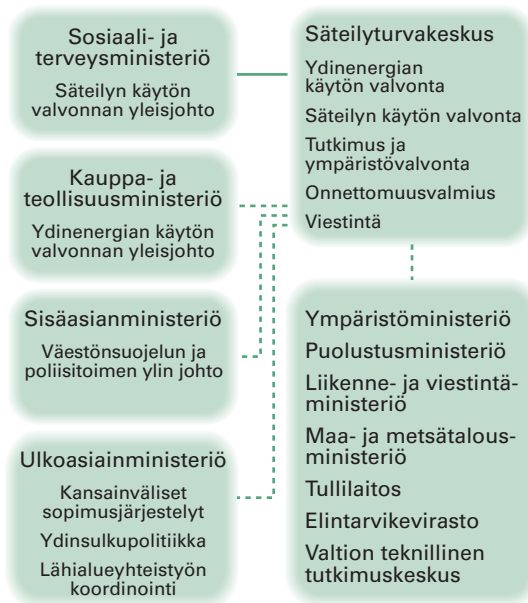 Sosiaali- ja
terveysministeriö
Säteilyn käytön
valvonnan yleisjohto
Kauppa- ja
teollisuusministeriö
Ydinenergian käytön
valvonnan yleisjohto
Sisäasianministeriö
Väestönsuojelun ja
poliisitoimen ylin johto
Ulkoasiainministeriö
Kansainväliset
sopimusjärjestelyt
Ydinsulkupolitiikka
Lähialueyhteistyön
koordinointi
Säteilyturvakeskus
Ydinenergian
käytön valvonta
Säteilyn käytön valvonta
Tutkimus ja
ympäristövalvonta
Onnettomuusvalmius
Viestintä
Ympäristöministeriö
Puolustusministeriö
Liikenne- ja viestintä-
ministeriö
Maa- ja metsätalous-
ministeriö
Tullilaitos
Elintarvikevirasto
Valtion teknillinen
tutkimuskeskus